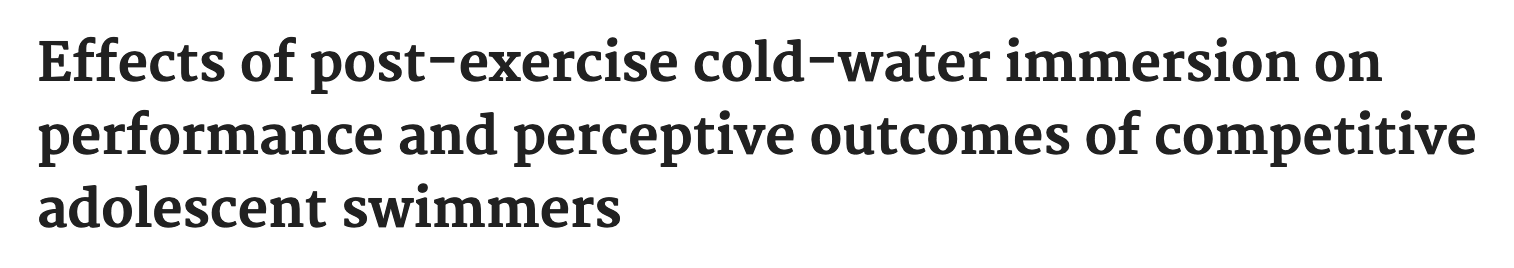 Effects of post-exercise cold-water immersion on
performance and perceptive outcomes of competitive
adolescent swimmers